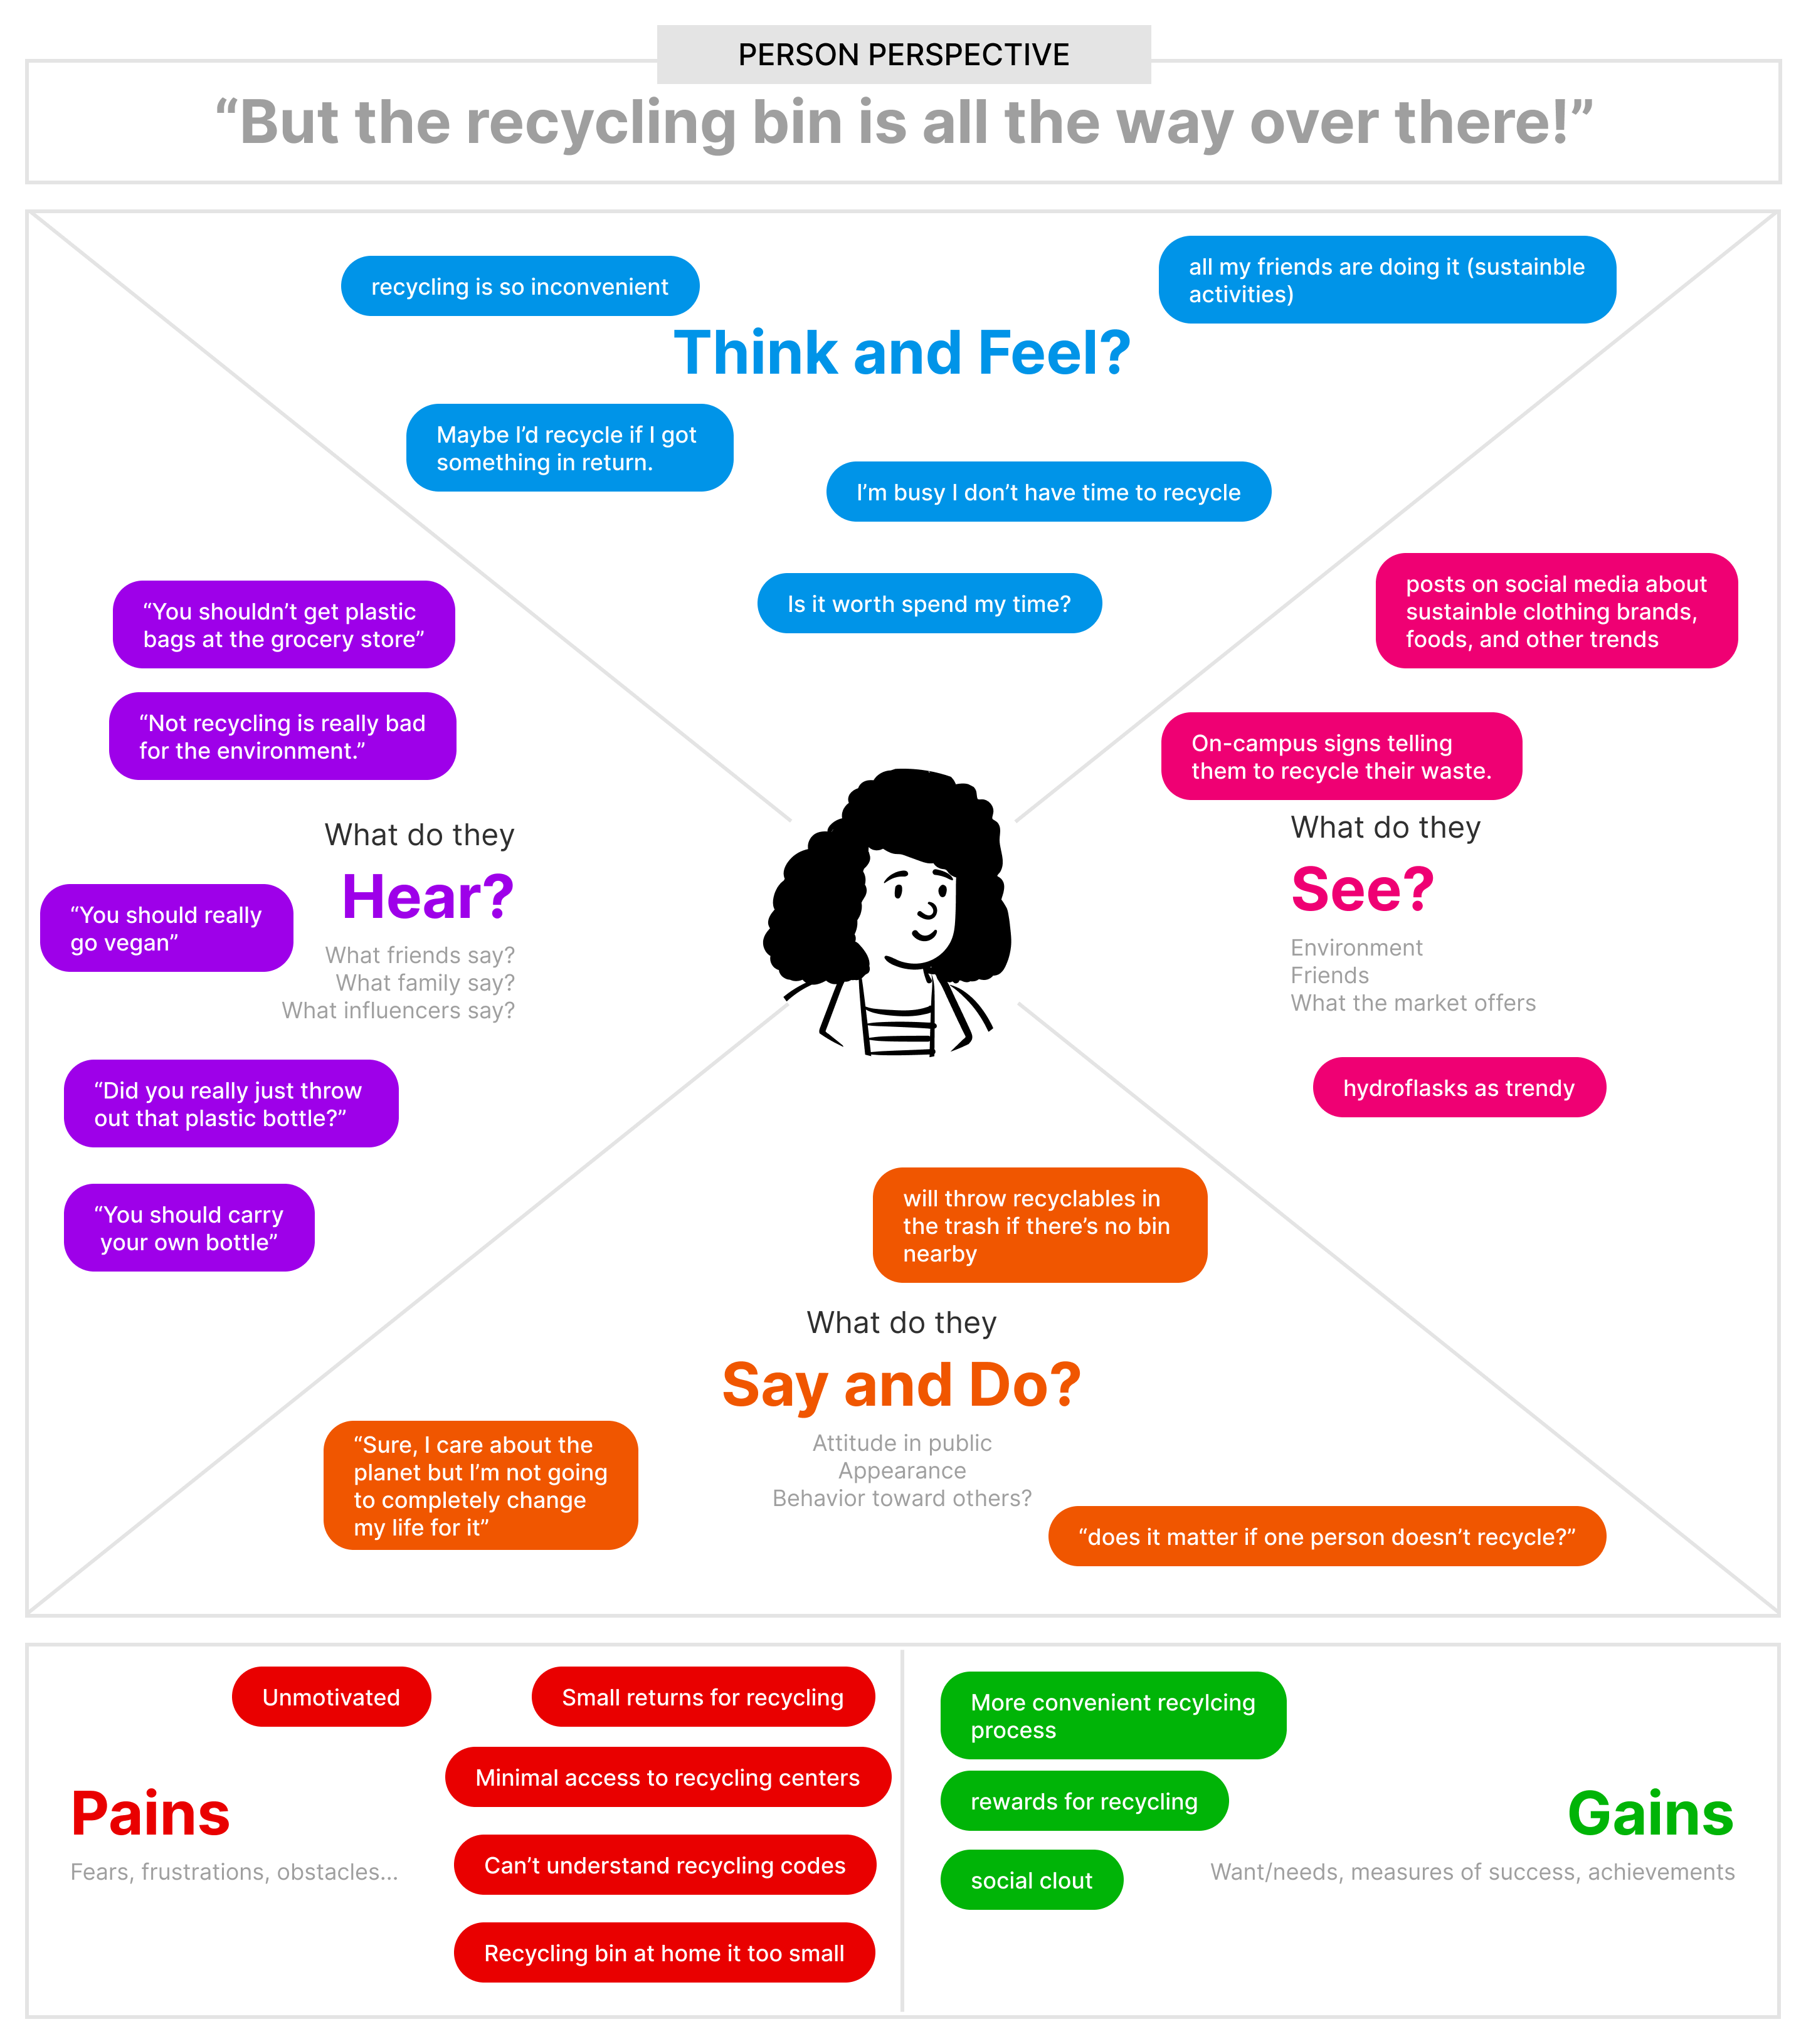 PERSON PERSPECTIVE
“But the recycling bin is all the way over there!”
recycling is so inconvenient
all my friends are doing it (sustainble
activities)
Think and Feel?
Maybe I’d recycle if I got
something in return.
I’m busy I don’t have time to recycle
Is it worth spend my time?
“You shouldn’t get plastic
bags at the grocery store”
“Not recycling is really bad
for the environment.”
What do they
Hear?
“You should really
go vegan”
What friends say?
What family say?
What influencers say?
“Did you really just throw
out that plastic bottle?”
“You should carry
your own bottle”
posts on social media about
sustainble clothing brands,
foods, and other trends
On-campus signs telling
them to recycle their waste.
What do they
See?
Environment
Friends
What the market offers
hydroflasks as trendy
will throw recyclables in
the trash if there’s no bin
nearby
What do they
Say and Do?
Attitude in public
Appearance
Behavior toward others?
“Sure, I care about the
planet but I’m not going
to completely change
my life for it”
“does it matter if one person doesn’t recycle?”
Unmotivated
Small returns for recycling
Minimal access to recycling centers
Pains
Fears, frustrations, obstacles...
Can’t understand recycling codes
Recycling bin at home it too small
More convenient recylcing
process
rewards for recycling
social clout
Gains
Want/needs, measures of success, achievements